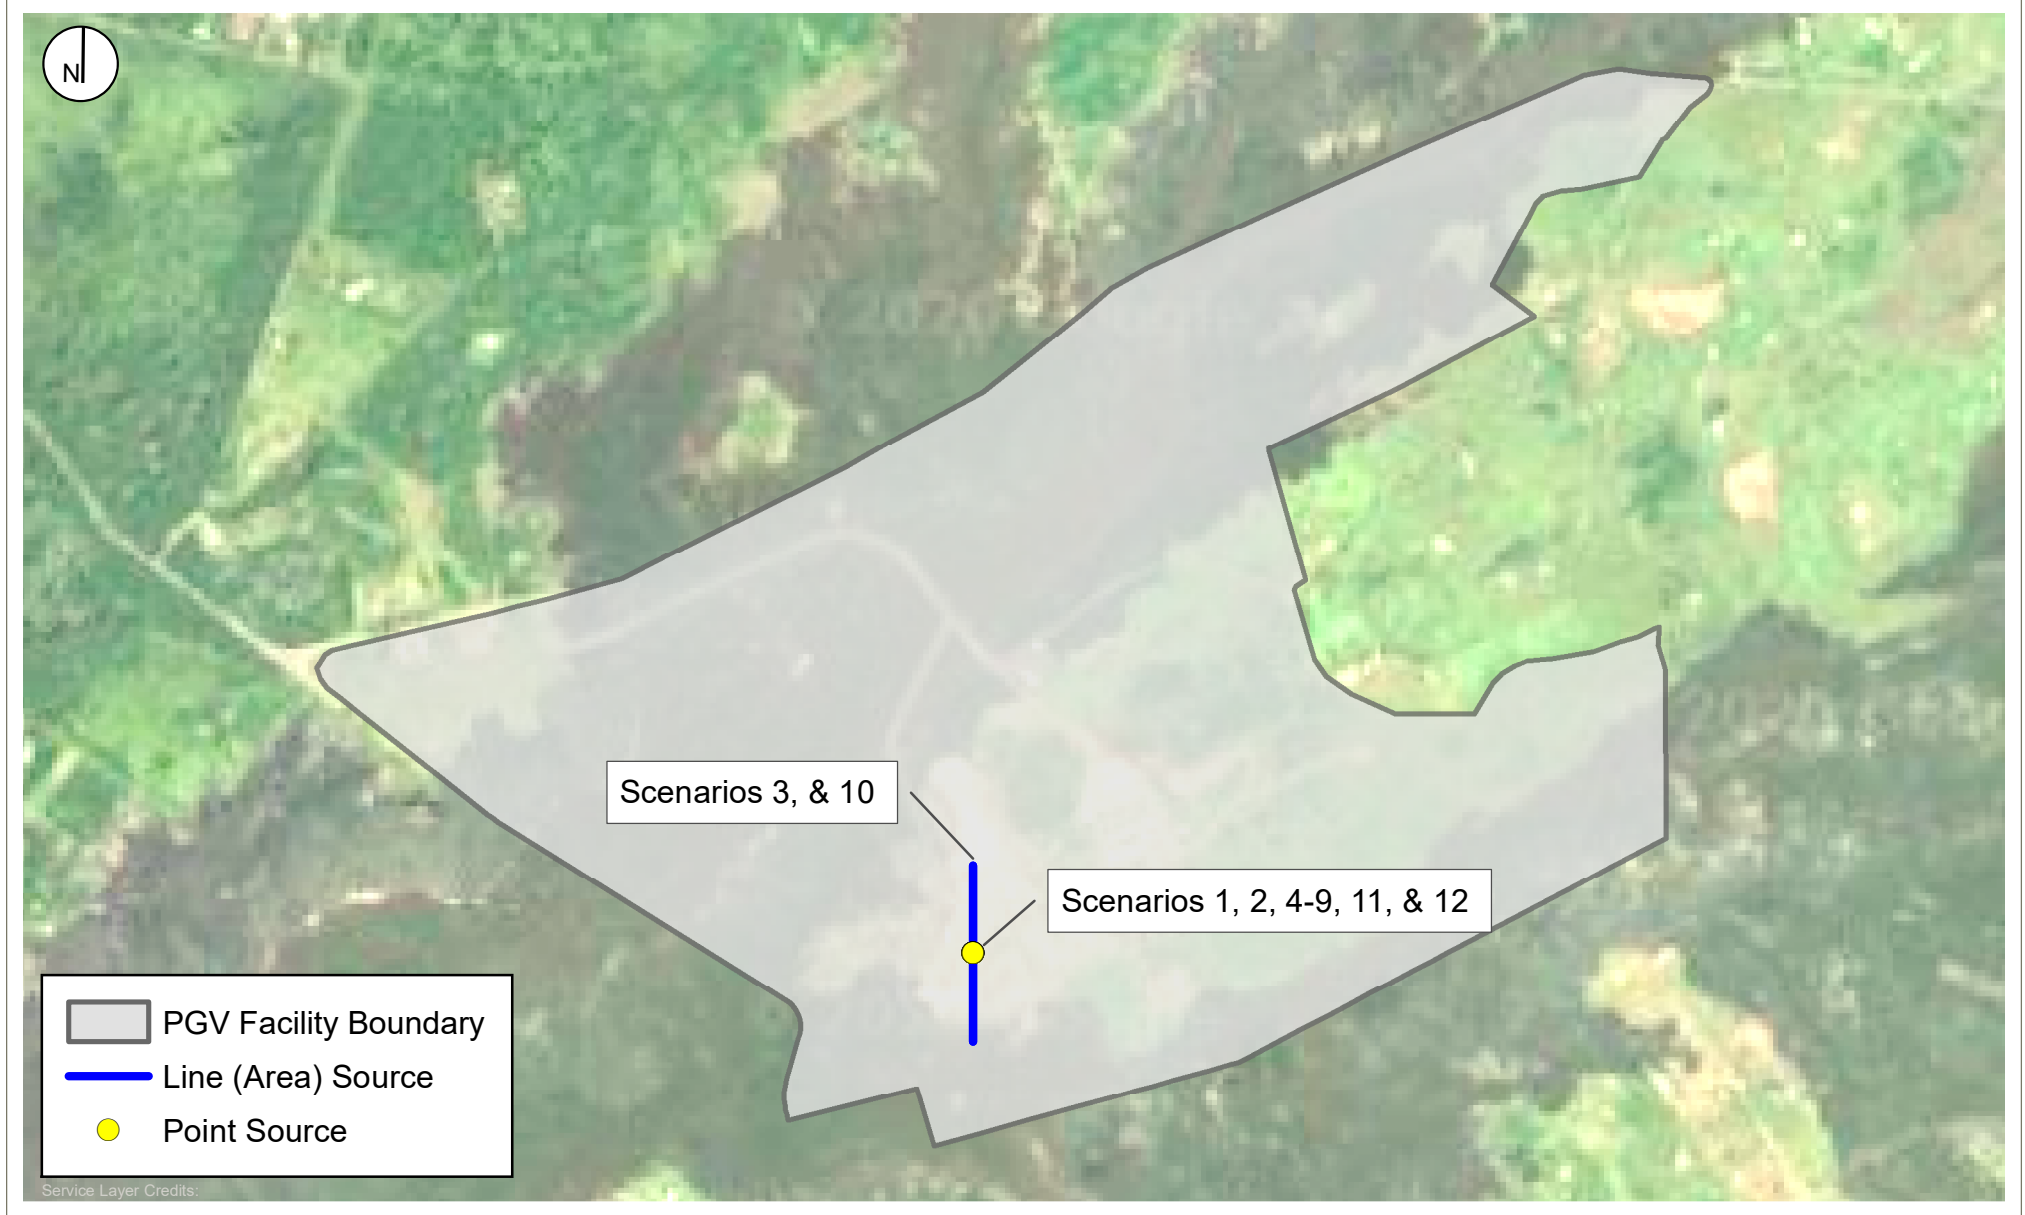 N
Scenarios 3, & 10
Scenarios 1, 2, 4-9, 11, & 12
PGV Facility Boundary
Line (Area) Source
Point Source
Service Layer Credits: